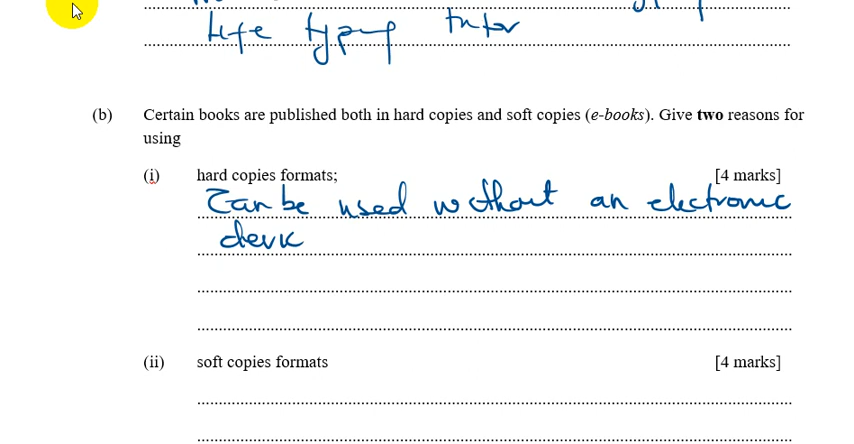 life typing tutor
(b) Certain books are published both in hard copies and soft copies (e-books). Give two reasons for
using
(i) hard copies formats; [4 marks]
Can be used without an electronic
device
(ii) soft copies formats [4 marks]